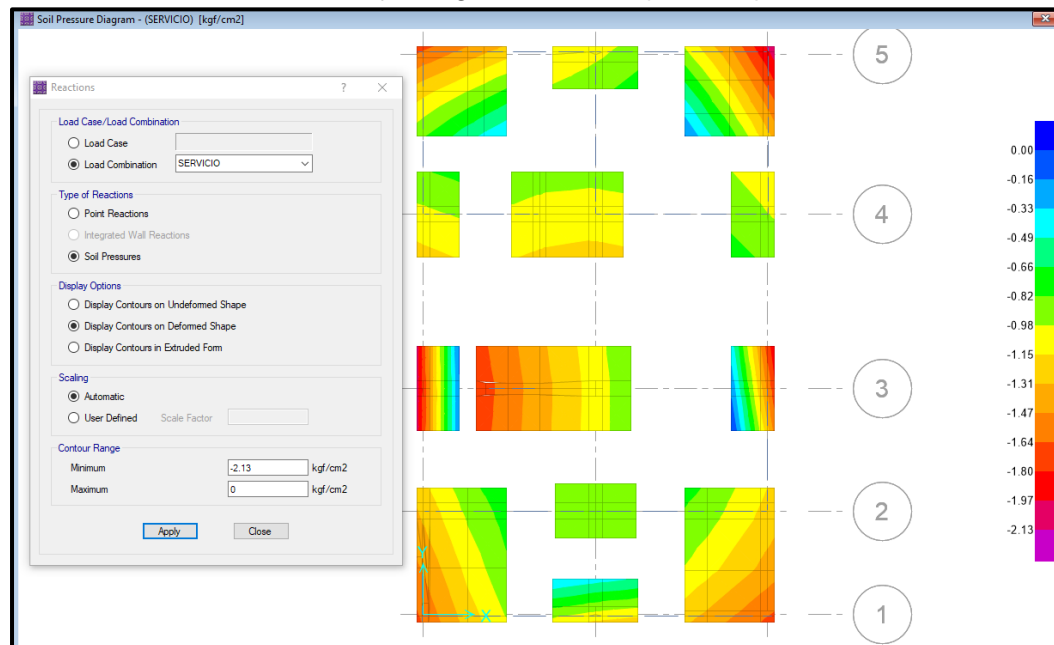 Soil Pressure Diagram - (SERVICIO) [kgf/cm2]
Reactions
? 
Load Case/Load Combination
Load Case
Load Combination SERVICIO
Type of Reactions
Point Reactions
Integrated Wall Reactions
Soil Pressures
Display Options
Display Contours on Undeformed Shape
Display Contours on Deformed Shape
Display Contours in Extruded Form
Scaling
Automatic
User Defined Scale Factor
Contour Range
Minimum -2.13 kgf/cm2
Maximum 0 kgf/cm2
Apply Close
5
4
3
2
1
Y
X
0.00
-0.16
-0.33
-0.49
-0.66
-0.82
-0.98
-1.15
-1.31
-1.47
-1.64
-1.80
-1.97
-2.13